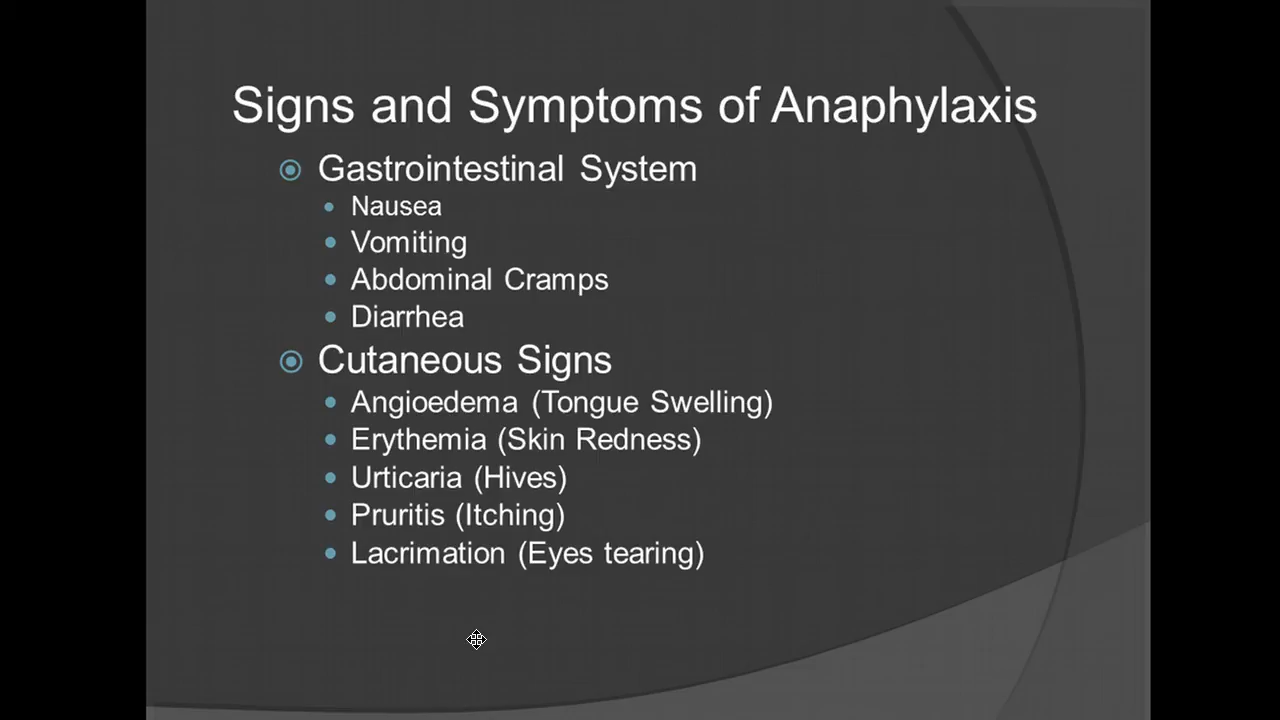 Signs and Symptoms of Anaphylaxis
Gastrointestinal System
Nausea
Vomiting
Abdominal Cramps
Diarrhea
Cutaneous Signs
Angioedema (Tongue Swelling)
Erythemia (Skin Redness)
Urticaria (Hives)
Pruritis (Itching)
Lacrimation (Eyes tearing)